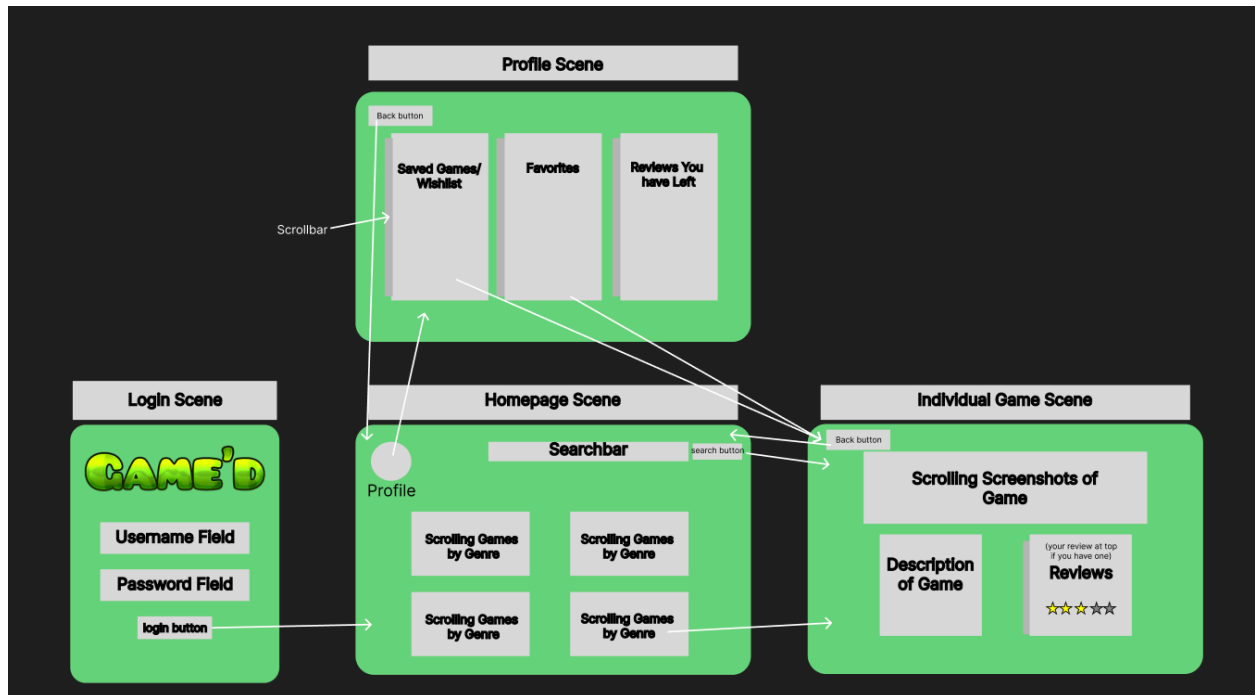 Profile Scene
Back button
Saved Games/
Wishlist
Favorites
Reviews You
have Left
Scrollbar
Login Scene
GAME'D
Username Field
Password Field
login button
Homepage Scene
Searchbar
search button
Profile
Scrolling Games
by Genre
Scrolling Games
by Genre
Scrolling Games
by Genre
Scrolling Games
by Genre
Individual Game Scene
Back button
Scrolling Screenshots of
Game
Description
of Game
(your review at top
if you have one)
Reviews